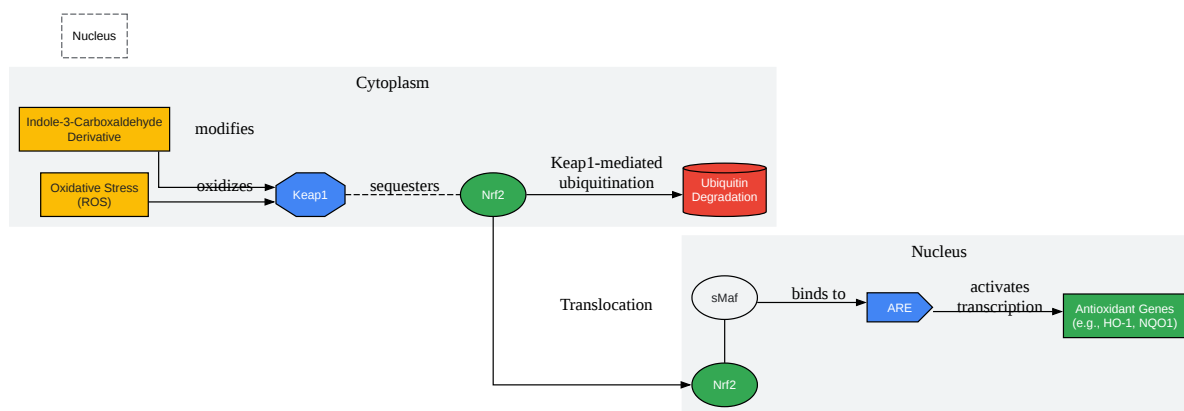 Nucleus
Cytoplasm
Indole-3-Carboxaldehyde
Derivative
modifies
Oxidative Stress
(ROS)
oxidizes
Keap1
sequesters
Nrf2
Keap1-mediated
ubiquitination
Ubiquitin
Degradation
Nucleus
Translocation
sMaf
binds to
ARE
activates
transcription
Antioxidant Genes
(e.g., HO-1, NQO1)
Nrf2